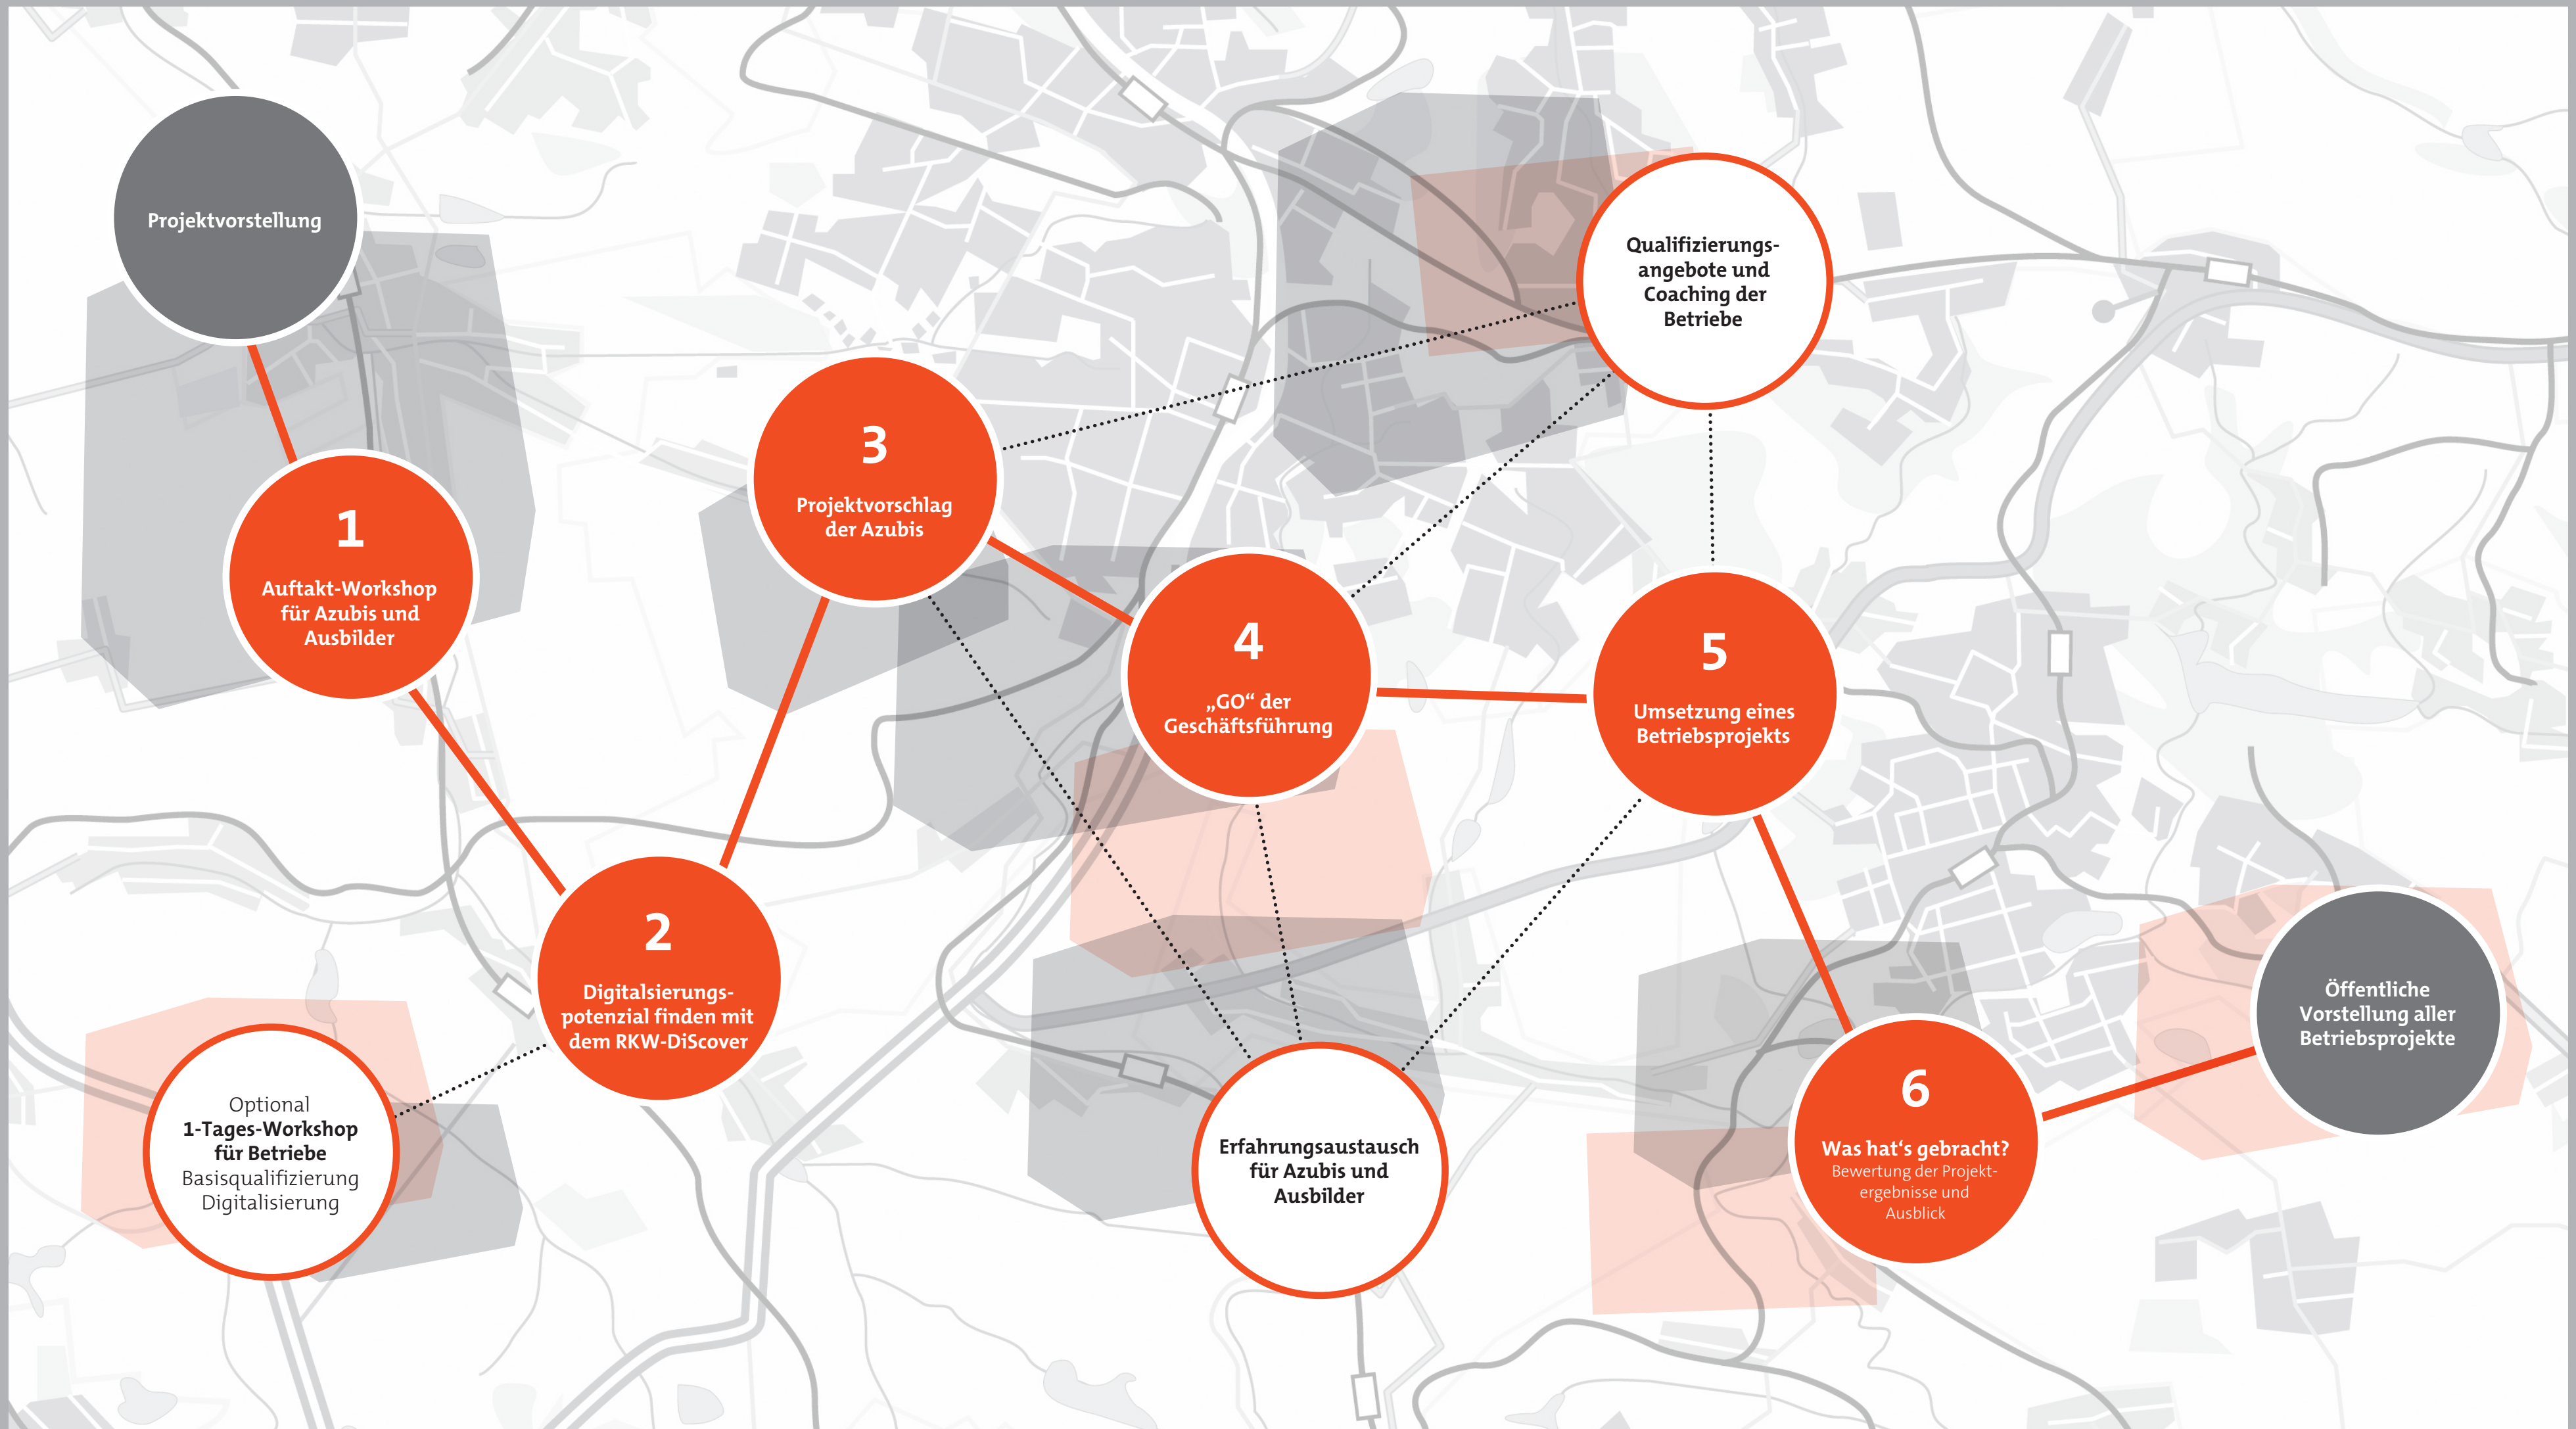 Projektvorstellung
1
Auftakt-Workshop
für Azubis und
Ausbilder
2
Digitalsierungs-
potenzial finden mit
dem RKW-DiScover
Optional
1-Tages-Workshop
für Betriebe
Basisqualifizierung
Digitalisierung
3
Projektvorschlag
der Azubis
4
„GO“ der
Geschäftsführung
Qualifizierungs-
angebote und
Coaching der
Betriebe
5
Umsetzung eines
Betriebsprojekts
Erfahrungsaustausch
für Azubis und
Ausbilder
6
Was hat‘s gebracht?
Bewertung der Projekt-
ergebnisse und
Ausblick
Öffentliche
Vorstellung aller
Betriebsprojekte